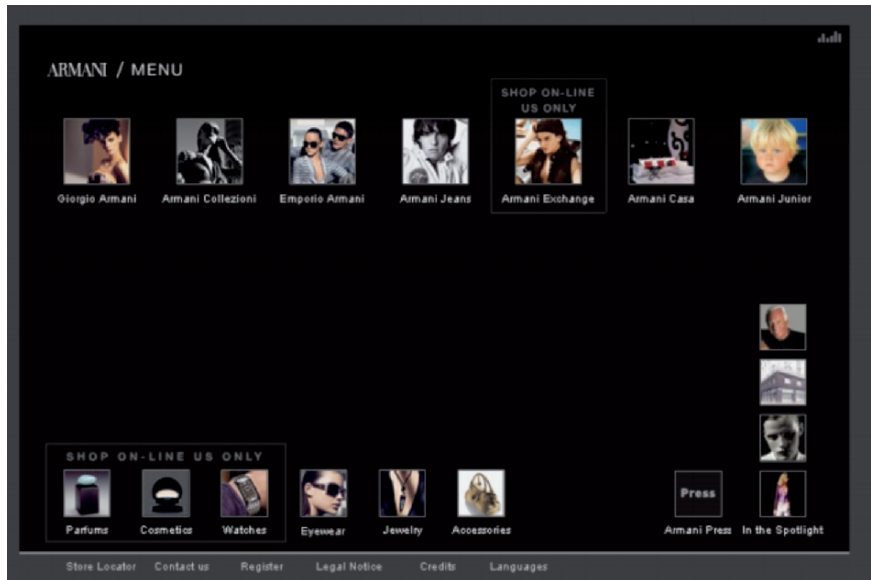 ARMANI / MENU
SHOP ON-LINE
US ONLY
Giorgio Armani
Armani Collezioni
Emporio Armani
Armani Jeans
Armani Exchange
Armani Casa
Armani Junior
SHOP ON-LINE US ONLY
Parfums
Cosmetics
Watches
Eyewear
Jewelry
Accessories
Press
Armani Press
In the Spotlight
Store Locator
Contact us
Register
Legal Notice
Credits
Languages